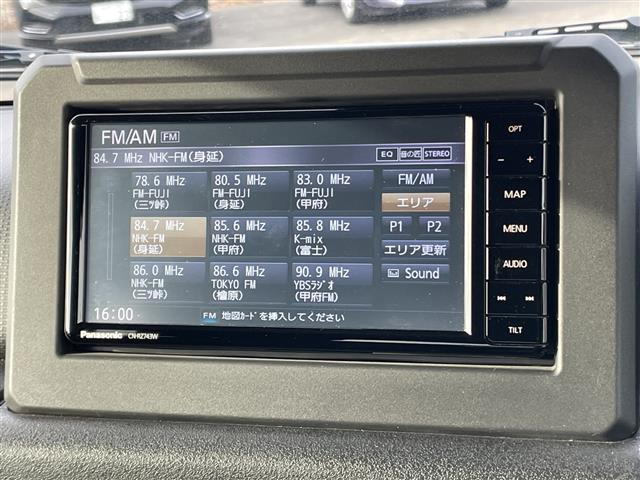 FM/AM FM
84.7 MHz NHK-FM(身延) EQ 音の匠 STEREO
78.6 MHz FM-FUJI (三ツ峠)
80.5 MHz FM-FUJI (身延)
83.0 MHz FM-FUJI (甲府)
FM/AM
エリア
84.7 MHz NHK-FM (身延)
85.6 MHz NHK-FM (甲府)
85.8 MHz K-mix (富士)
P1 P2
エリア更新
86.0 MHz NHK-FM (三ツ峠)
86.6 MHz TOKYO FM (檜原)
90.9 MHz YBSラジオ (甲府FM)
Sound
16:00 FM 地図カードを挿入してください
Panasonic CN-RZ743W
OPT
- +
MAP
MENU
AUDIO
TILT